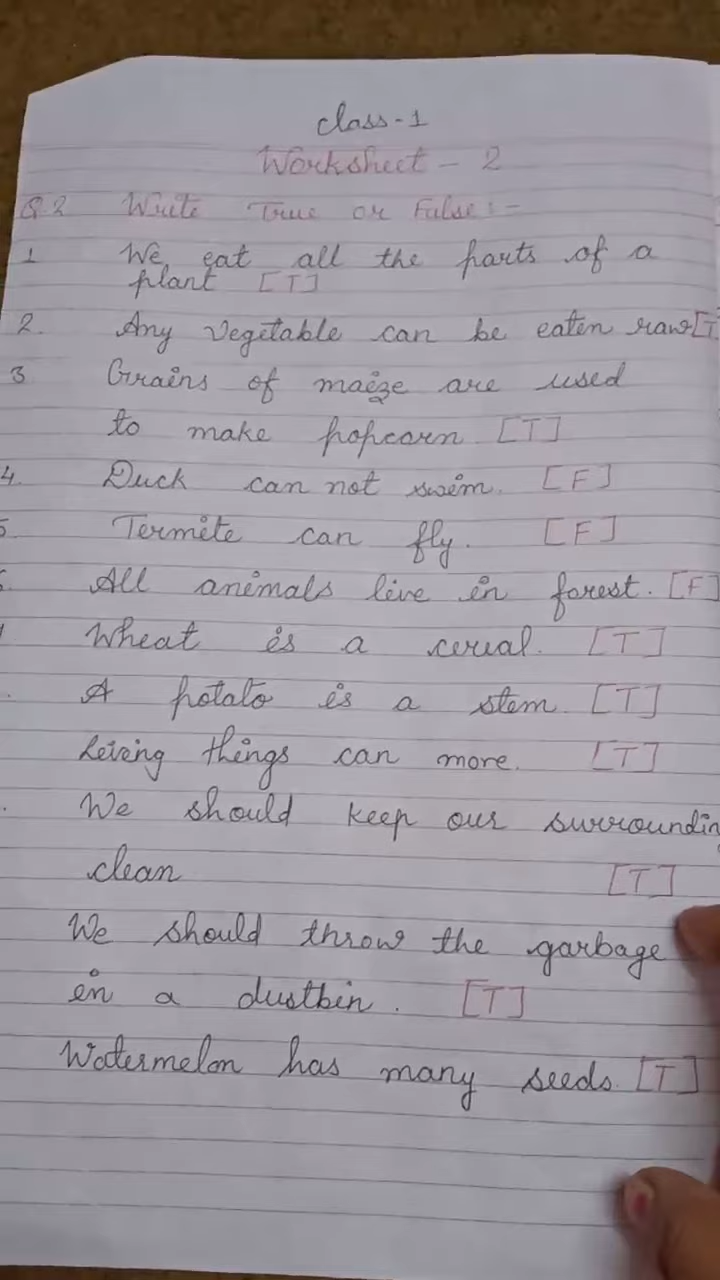 class-1
Worksheet - 2
Q.2 Write True or False:-
1 We eat all the parts of a
plant [T]
2. Any vegetable can be eaten raw [T
3 Grains of maize are used
to make popcorn [T]
4. Duck can not swim. [F]
5 Termite can fly. [F]
All animals live in forest. [F]
Wheat is a cereal. [T]
A potato is a stem. [T]
Living things can more. [T]
We should keep our surrounding
clean [T]
We should throw the garbage
in a dustbin. [T]
Watermelon has many seeds. [T]